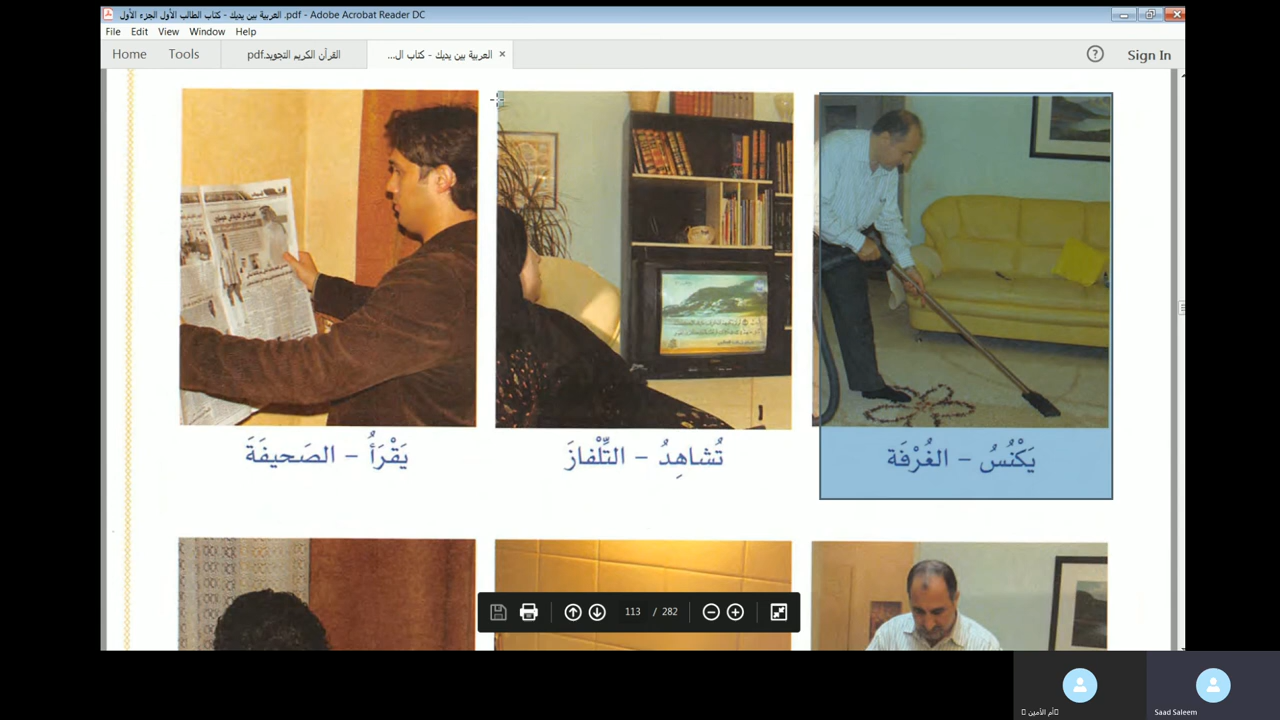 العربية بين يديك - كتاب الطالب الأول الجزء الأول .pdf - Adobe Acrobat Reader DC
File Edit View Window Help
Home Tools القرآن الكريم التجويد.pdf العربية بين يديك - كتاب ال... ×
? Sign In
يَكْنُسُ – الغُرْفَة
تُشاهِدُ – التِّلْفازَ
يَقْرَأُ – الصَحيفَةَ
113 / 282
أم الأمين
Saad Saleem